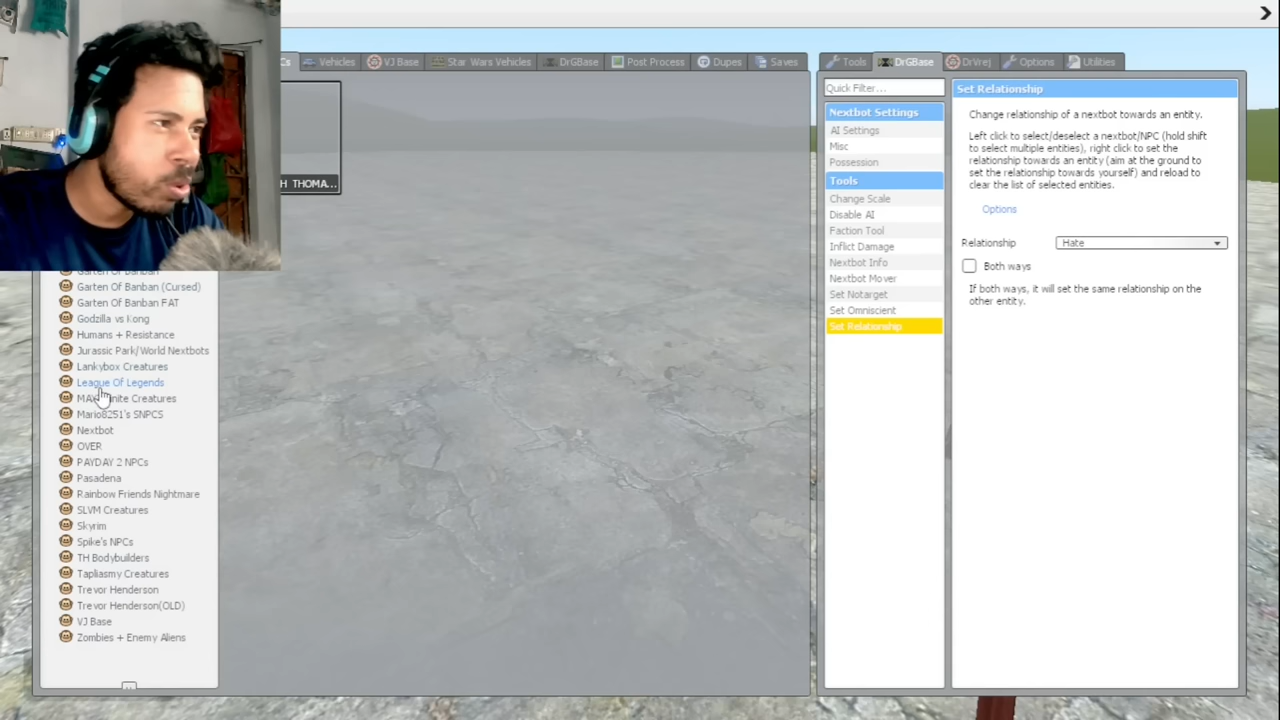 Vehicles
VJ Base
Star Wars Vehicles
DrGBase
Post Process
Dupes
Saves
H THOMA...
Garten Of Banban (Cursed)
Garten Of Banban FAT
Godzilla vs Kong
Humans + Resistance
Jurassic Park/World Nextbots
Lankybox Creatures
League Of Legends
Mario8251's SNPCS
Nextbot
OVER
PAYDAY 2 NPCs
Pasadena
Rainbow Friends Nightmare
SLVM Creatures
Skyrim
Spike's NPCs
TH Bodybuilders
Tapliasmy Creatures
Trevor Henderson
Trevor Henderson(OLD)
VJ Base
Zombies + Enemy Aliens
Tools
DrGBase
DrVrej
Options
Utilities
Quick Filter...
Nextbot Settings
AI Settings
Misc
Possession
Tools
Change Scale
Disable AI
Faction Tool
Inflict Damage
Nextbot Info
Nextbot Mover
Set Notarget
Set Omniscient
Set Relationship
Set Relationship
Change relationship of a nextbot towards an entity.
Left click to select/deselect a nextbot/NPC (hold shift
to select multiple entities), right click to set the
relationship towards an entity (aim at the ground to
set the relationship towards yourself) and reload to
clear the list of selected entities.
Options
Relationship
Hate
Both ways
If both ways, it will set the same relationship on the
other entity.